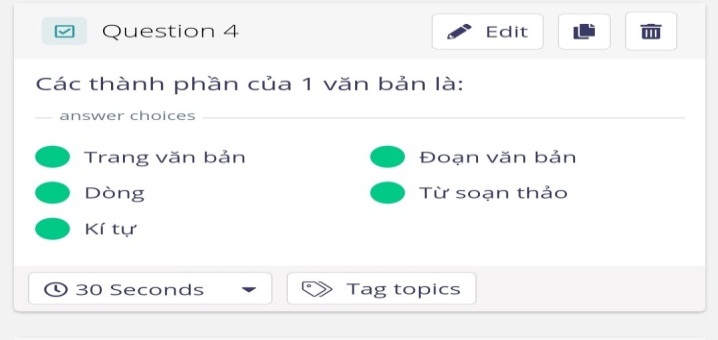 Question 4
Edit
Các thành phần của 1 văn bản là:
answer choices
Trang văn bản
Đoạn văn bản
Dòng
Từ soạn thảo
Kí tự
30 Seconds
Tag topics